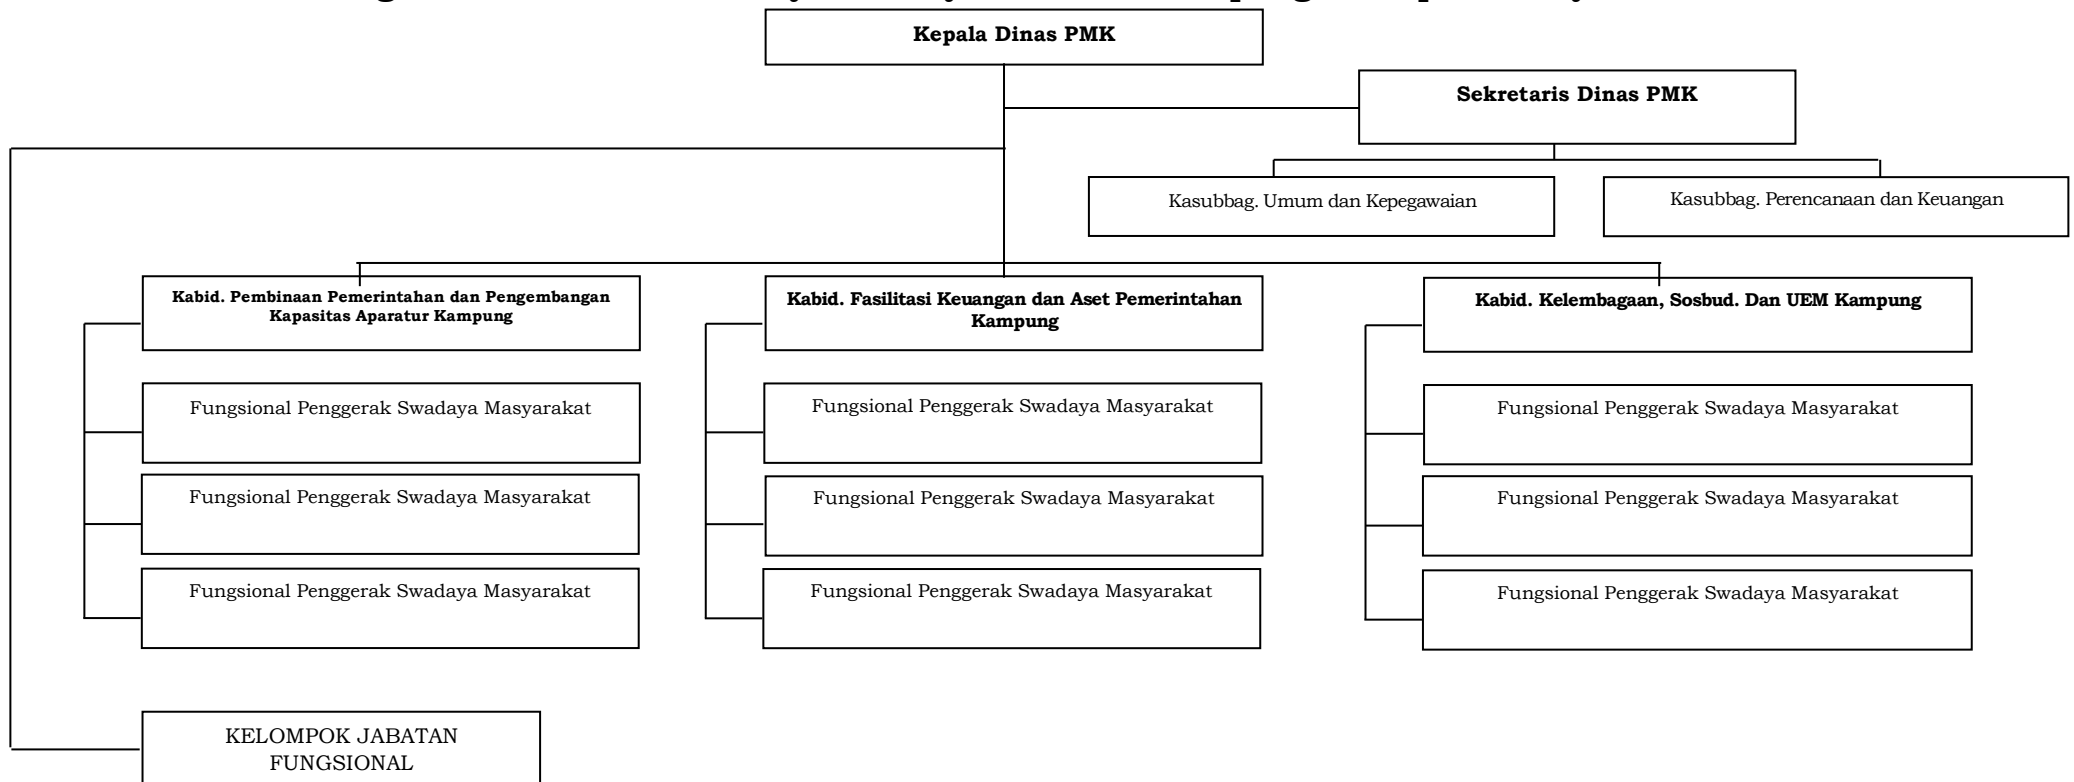 Kepala Dinas PMK
Sekretaris Dinas PMK
Kasubbag. Umum dan Kepegawaian
Kasubbag. Perencanaan dan Keuangan
Kabid. Pembinaan Pemerintahan dan Pengembangan
Kapasitas Aparatur Kampung
Kabid. Fasilitasi Keuangan dan Aset Pemerintahan
Kampung
Kabid. Kelembagaan, Sosbud. Dan UEM Kampung
Fungsional Penggerak Swadaya Masyarakat
Fungsional Penggerak Swadaya Masyarakat
Fungsional Penggerak Swadaya Masyarakat
Fungsional Penggerak Swadaya Masyarakat
Fungsional Penggerak Swadaya Masyarakat
Fungsional Penggerak Swadaya Masyarakat
Fungsional Penggerak Swadaya Masyarakat
Fungsional Penggerak Swadaya Masyarakat
Fungsional Penggerak Swadaya Masyarakat
KELOMPOK JABATAN
FUNGSIONAL